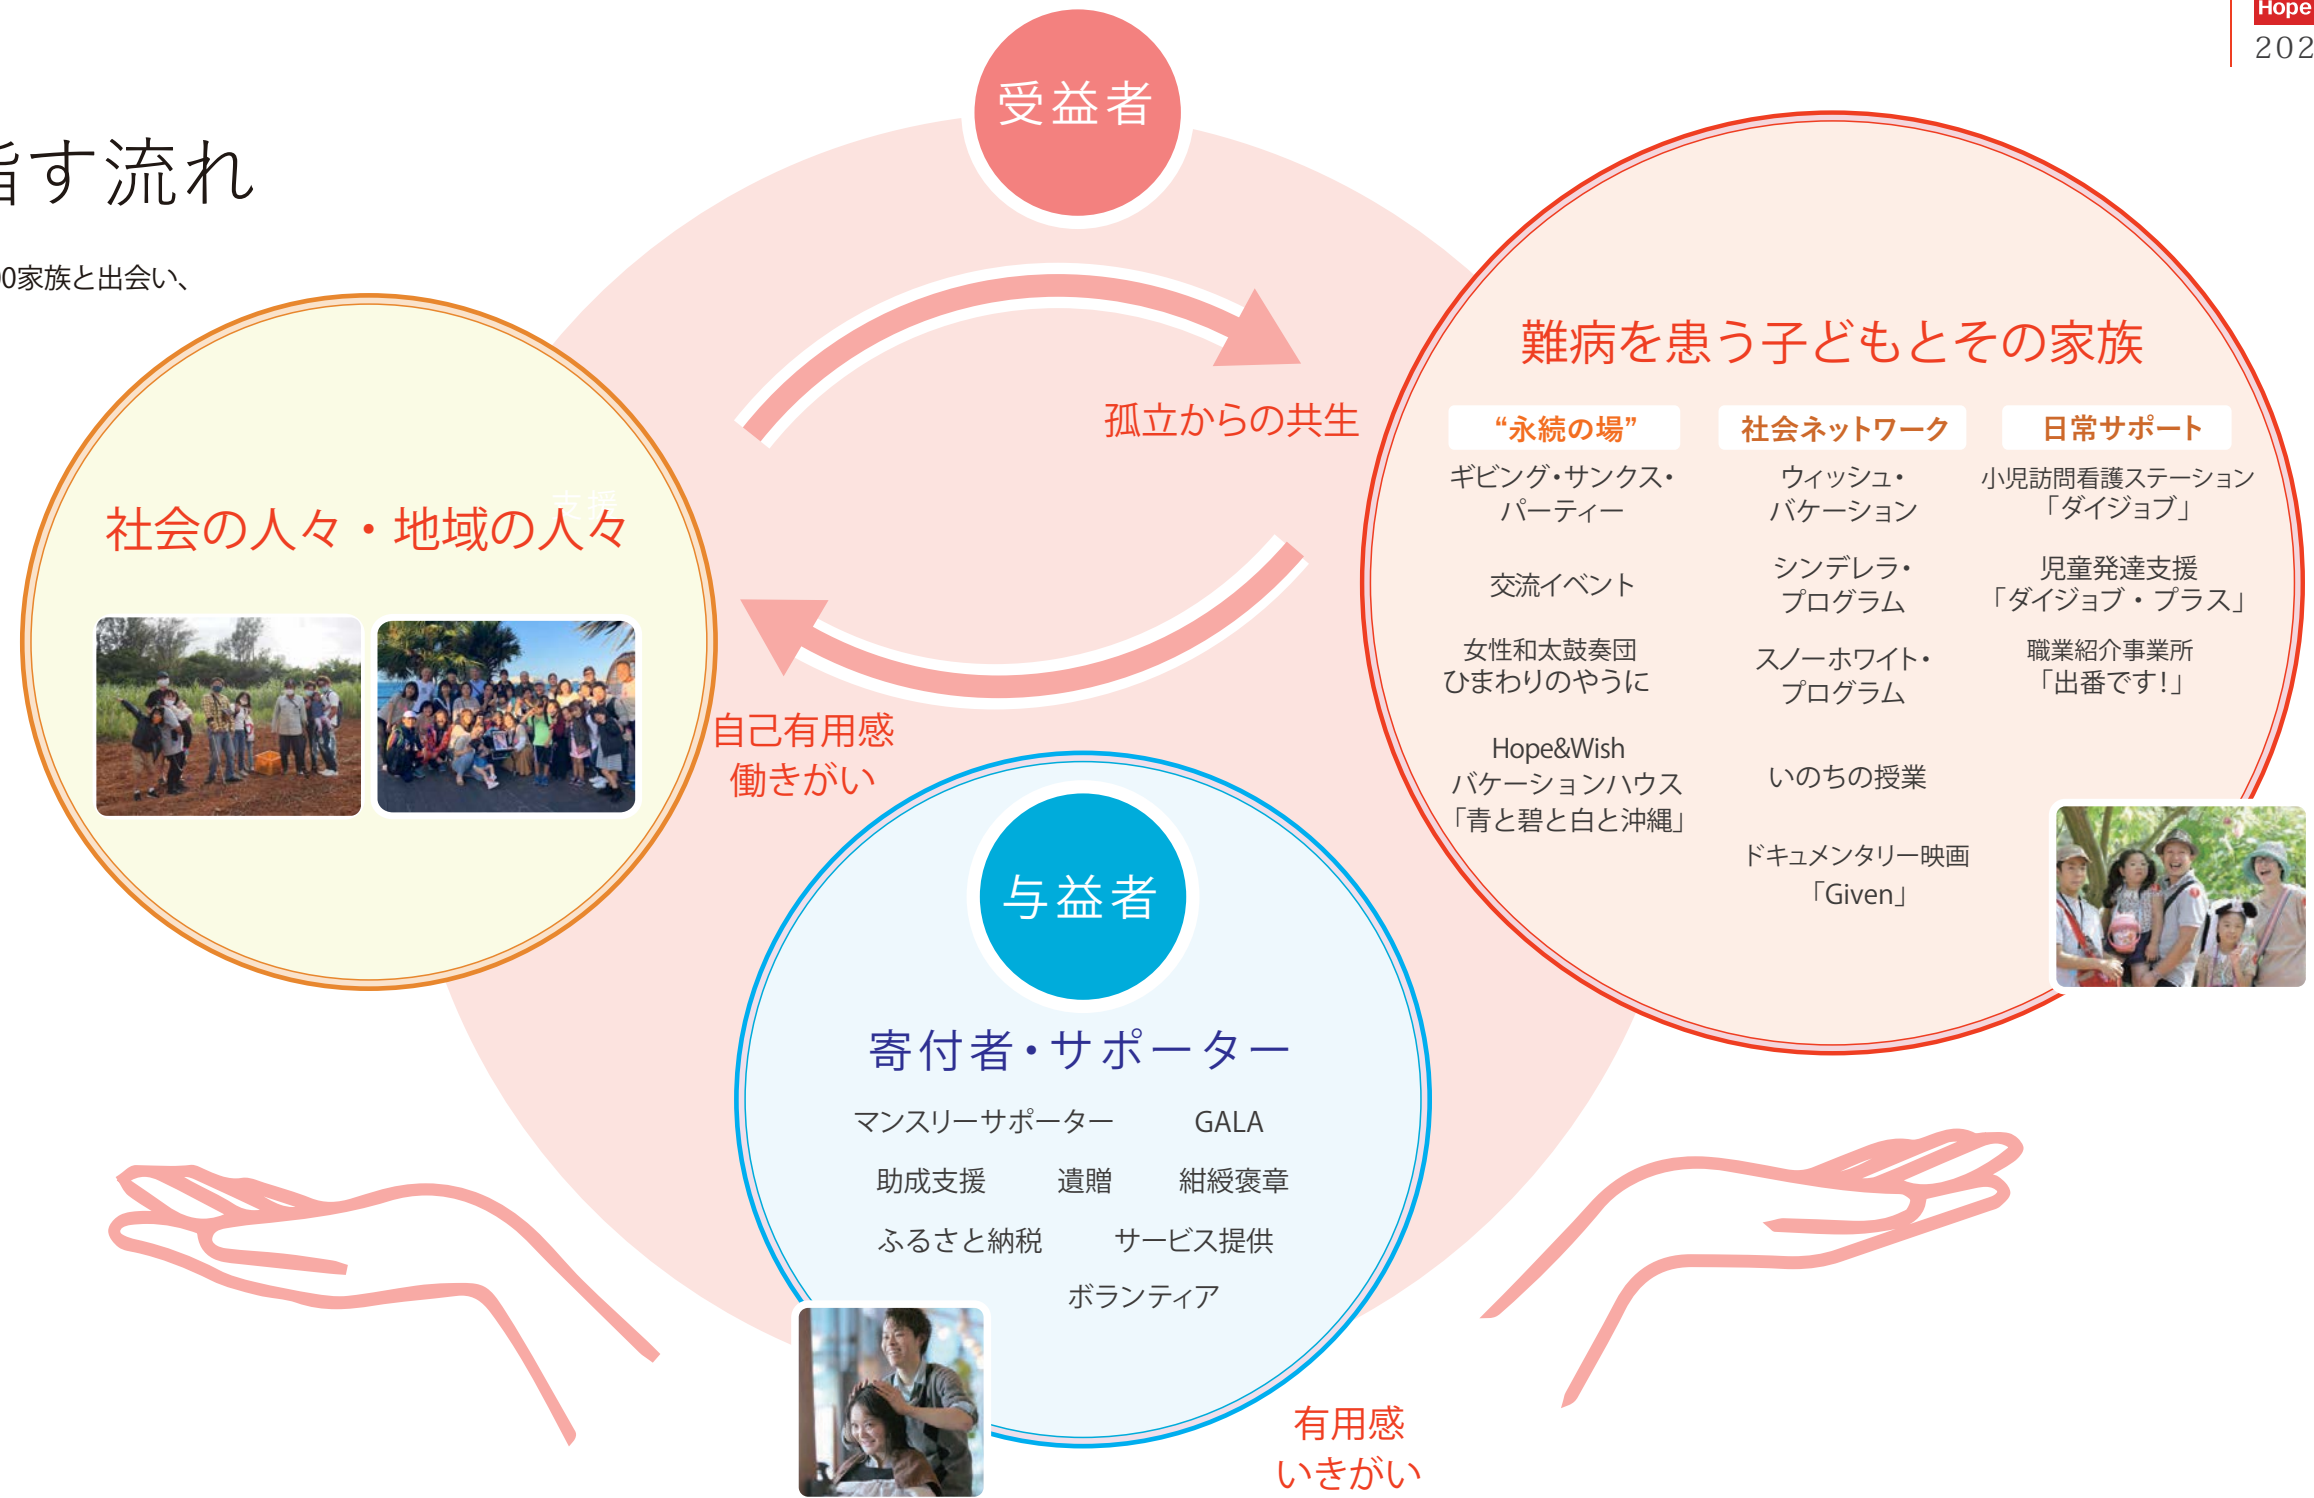 Hope
202
指す流れ
00家族と出会い、
受益者
孤立からの共生
支援
社会の人々・地域の人々
自己有用感
働きがい
難病を患う子どもとその家族
“永続の場”
ギビング・サンクス・
パーティー
交流イベント
女性和太鼓奏団
ひまわりのやうに
Hope&Wish
バケーションハウス
「青と碧と白と沖縄」
社会ネットワーク
ウィッシュ・
バケーション
シンデレラ・
プログラム
スノーホワイト・
プログラム
いのちの授業
ドキュメンタリー映画
「Given」
日常サポート
小児訪問看護ステーション
「ダイジョブ」
児童発達支援
「ダイジョブ・プラス」
職業紹介事業所
「出番です!」
与益者
寄付者・サポーター
マンスリーサポーター GALA
助成支援 遺贈 紺綬褒章
ふるさと納税 サービス提供
ボランティア
有用感
いきがい